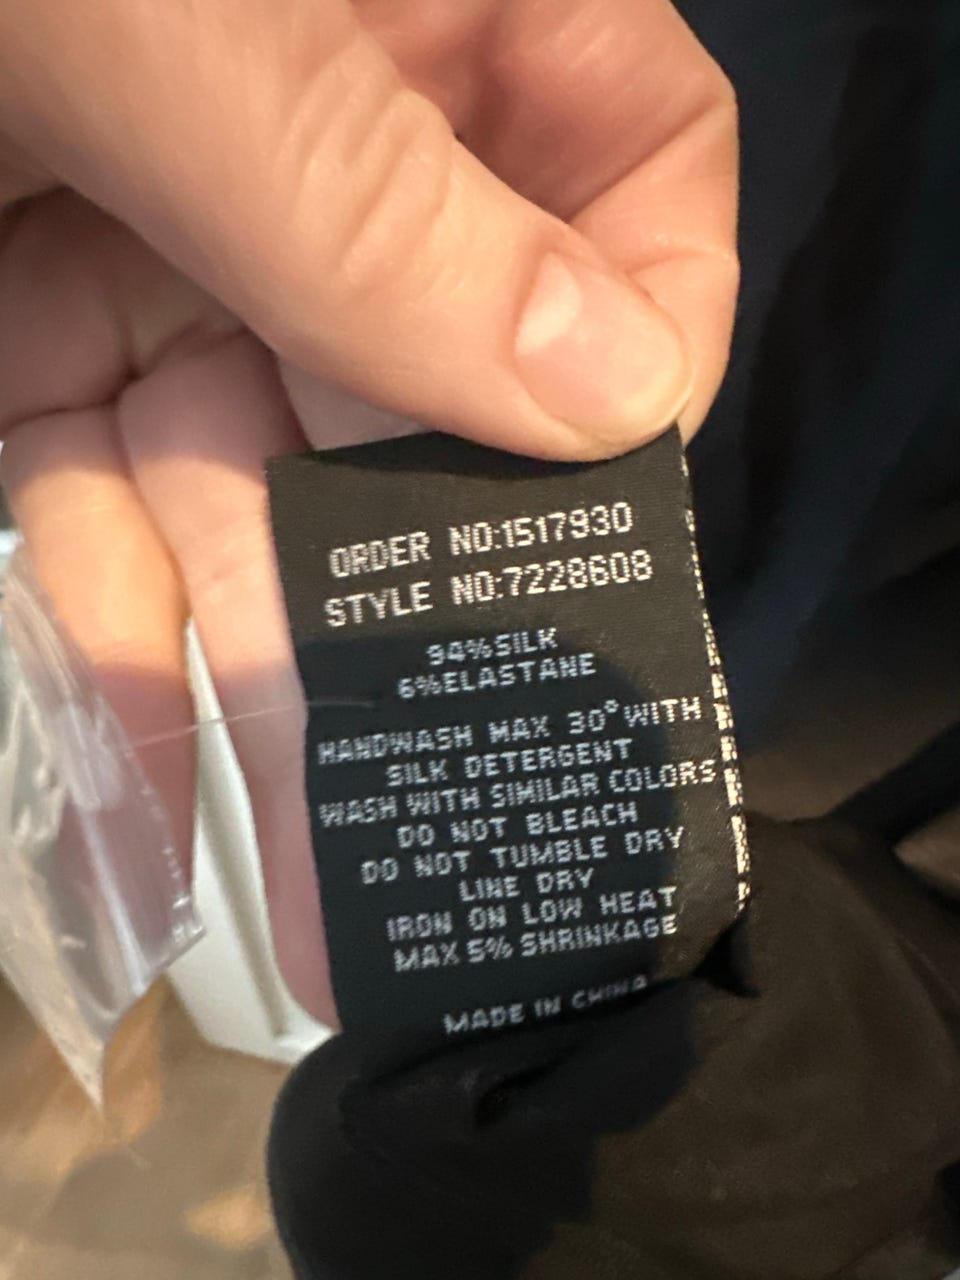 ORDER NO:1517930
STYLE NO:7228608
94%SILK
6%ELASTANE
HANDWASH MAX 30° WITH
SILK DETERGENT
WASH WITH SIMILAR COLORS
DO NOT BLEACH
DO NOT TUMBLE DRY
LINE DRY
IRON ON LOW HEAT
MAX 5% SHRINKAGE
MADE IN CHINA